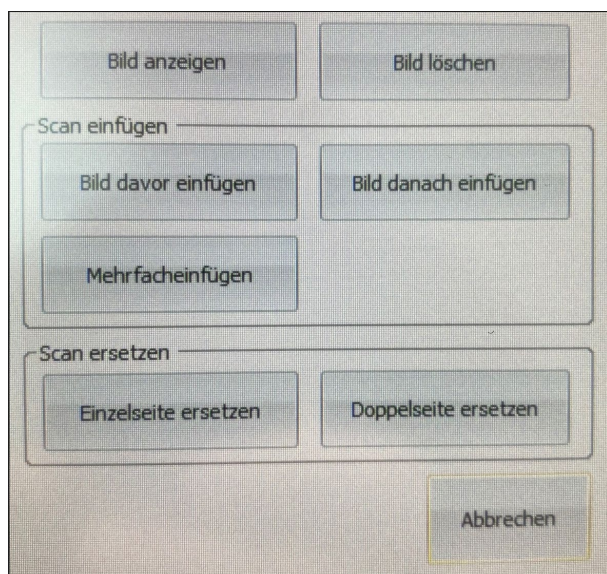 Bild anzeigen
Bild löschen
Scan einfügen
Bild davor einfügen
Bild danach einfügen
Mehrfacheinfügen
Scan ersetzen
Einzelseite ersetzen
Doppelseite ersetzen
Abbrechen